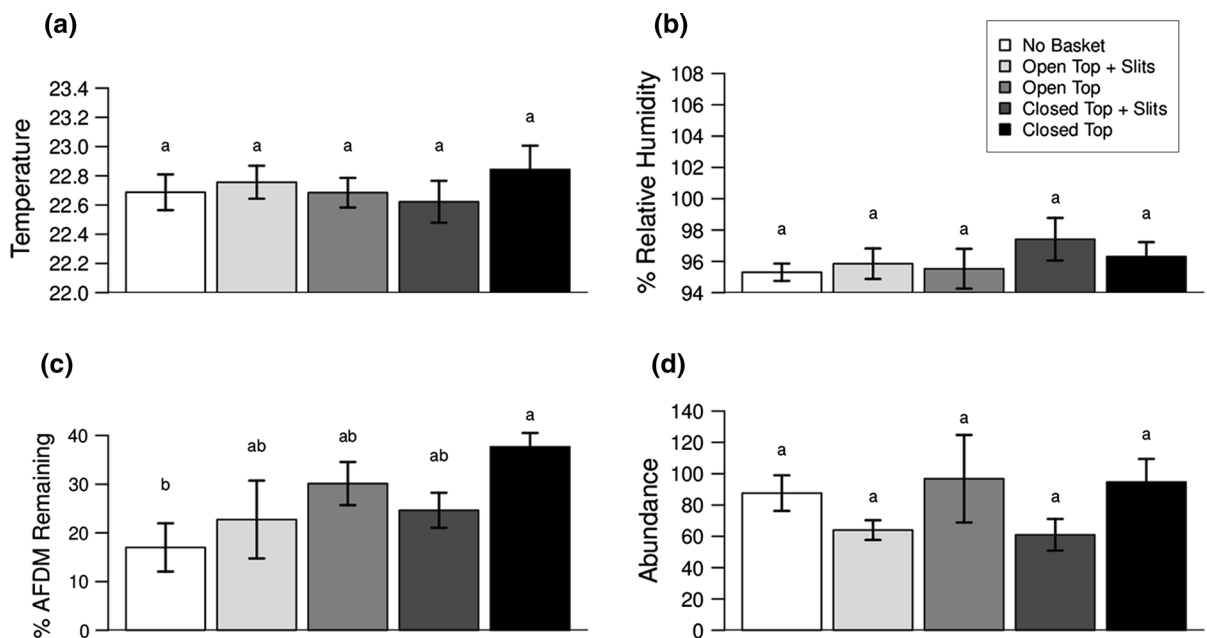 (a)
Temperature
23.4
23.2
23.0
22.8
22.6
22.4
22.2
22.0
a
a
a
a
a
(b)
% Relative Humidity
108
106
104
102
100
98
96
94
a
a
a
a
a
No Basket
Open Top + Slits
Open Top
Closed Top + Slits
Closed Top
(c)
% AFDM Remaining
40
30
20
10
0
b
ab
ab
ab
a
(d)
Abundance
140
120
100
80
60
40
20
0
a
a
a
a
a